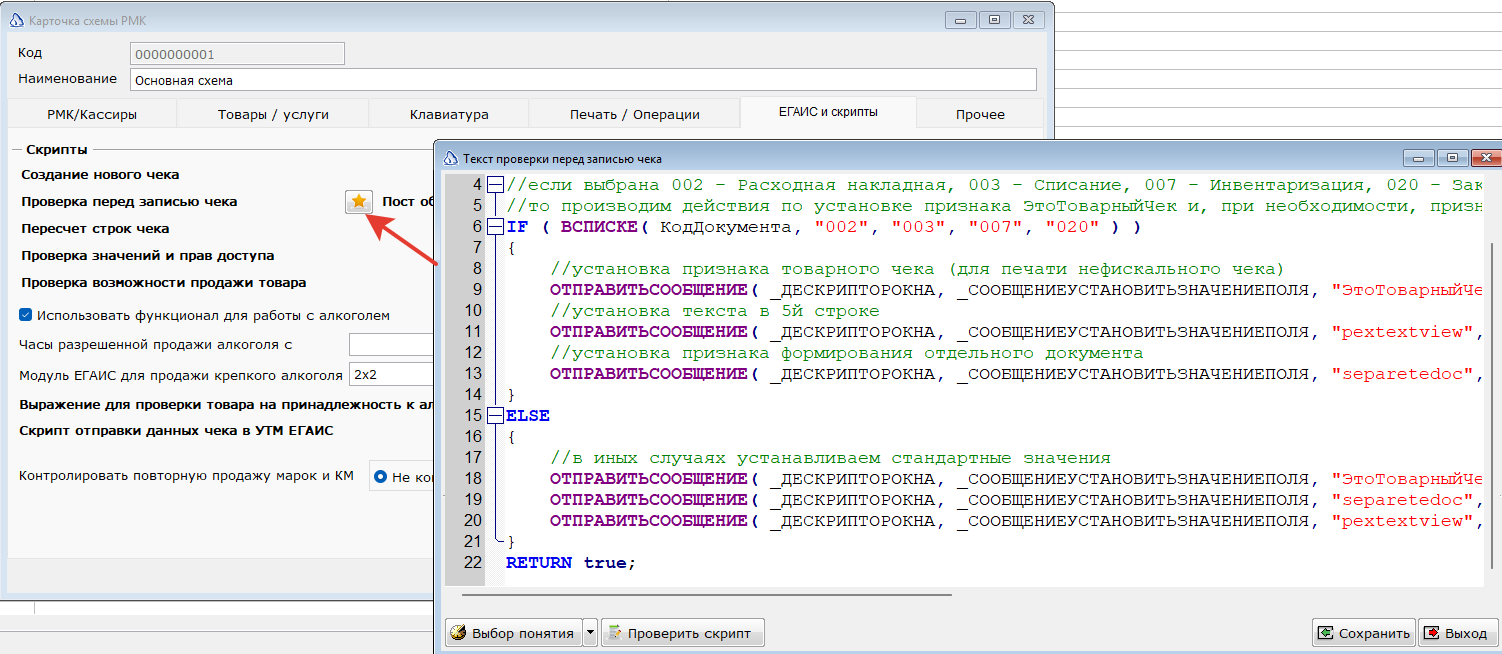 Карточка схемы РМК
Код
0000000001
Наименование
Основная схема
РМК/Кассиры
Товары / услуги
Клавиатура
Печать / Операции
ЕГАИС и скрипты
Прочее
Скрипты
Создание нового чека
Проверка перед записью чека
Пост об
Пересчет строк чека
Проверка значений и прав доступа
Проверка возможности продажи товара
Использовать функционал для работы с алкоголем
Часы разрешенной продажи алкоголя с
Модуль ЕГАИС для продажи крепкого алкоголя
2x2
Выражение для проверки товара на принадлежность к ал
Скрипт отправки данных чека в УТМ ЕГАИС
Контролировать повторную продажу марок и КМ
Не ко
Текст проверки перед записью чека
4 //если выбрана 002 - Расходная накладная, 003 - Списание, 007 - Инвентаризация, 020 - Зак
5 //то производим действия по установке признака ЭтоТоварныйЧек и, при необходимости, призн
6 IF ( ВСПИСКЕ( КодДокумента, "002", "003", "007", "020" ) )
7 {
8 //установка признака товарного чека (для печати нефискального чека)
9 ОТПРАВИТЬСООБЩЕНИЕ( _ДЕСКРИПТОРОКНА, _СООБЩЕНИЕУСТАНОВИТЬЗНАЧЕНИЕПОЛЯ, "ЭтоТоварныйЧе
10 //установка текста в 5й строке
11 ОТПРАВИТЬСООБЩЕНИЕ( _ДЕСКРИПТОРОКНА, _СООБЩЕНИЕУСТАНОВИТЬЗНАЧЕНИЕПОЛЯ, "pextextview",
12 //установка признака формирования отдельного документа
13 ОТПРАВИТЬСООБЩЕНИЕ( _ДЕСКРИПТОРОКНА, _СООБЩЕНИЕУСТАНОВИТЬЗНАЧЕНИЕПОЛЯ, "separetedoc",
14 }
15 ELSE
16 {
17 //в иных случаях устанавливаем стандартные значения
18 ОТПРАВИТЬСООБЩЕНИЕ( _ДЕСКРИПТОРОКНА, _СООБЩЕНИЕУСТАНОВИТЬЗНАЧЕНИЕПОЛЯ, "ЭтоТоварныйЧе
19 ОТПРАВИТЬСООБЩЕНИЕ( _ДЕСКРИПТОРОКНА, _СООБЩЕНИЕУСТАНОВИТЬЗНАЧЕНИЕПОЛЯ, "separetedoc",
20 ОТПРАВИТЬСООБЩЕНИЕ( _ДЕСКРИПТОРОКНА, _СООБЩЕНИЕУСТАНОВИТЬЗНАЧЕНИЕПОЛЯ, "pextextview",
21 }
22 RETURN true;
Выбор понятия
Проверить скрипт
Сохранить
Выход